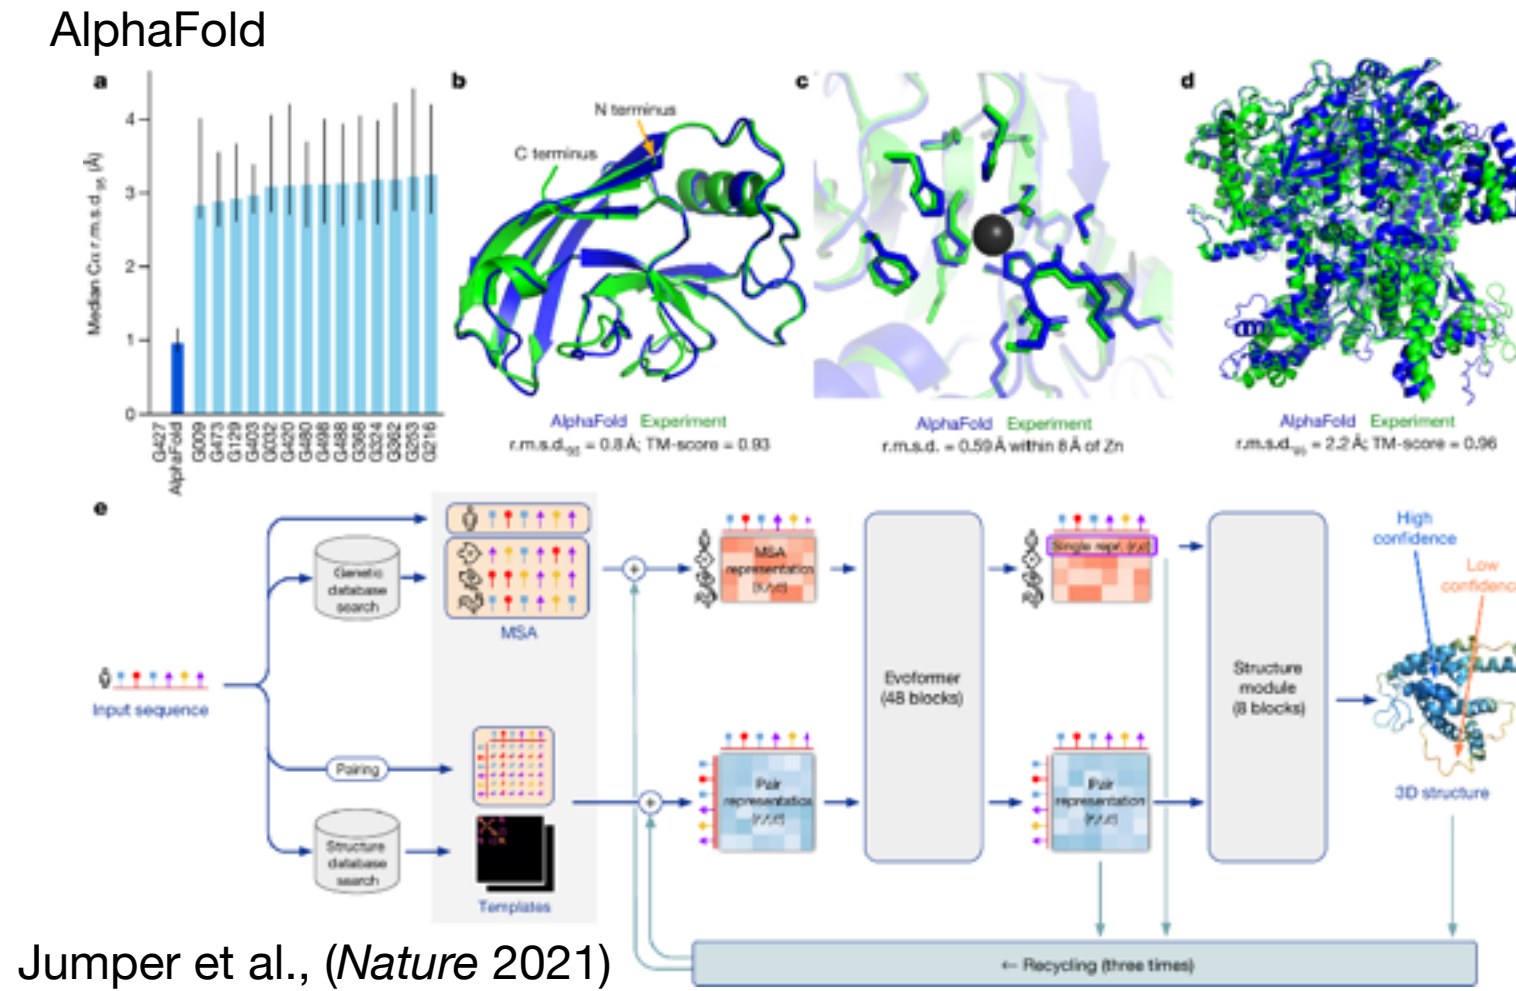 AlphaFold
a
Median Cα r.m.s.d.95 (Å)
4
3
2
1
0
G427
AlphaFold
G009
G473
G129
G403
G032
G420
G480
G498
G488
G368
G324
G362
G253
G216
b
N terminus
C terminus
AlphaFold Experiment
r.m.s.d.95 = 0.8 Å; TM-score = 0.93
c
AlphaFold Experiment
r.m.s.d. = 0.59 Å within 8 Å of Zn
d
AlphaFold Experiment
r.m.s.d.95 = 2.2 Å; TM-score = 0.96
e
Input sequence
Genetic
database
search
MSA
Pairing
Structure
database
search
Templates
+
+
MSA
representation
(s,r,c)
Pair
representation
(r,r,c)
Evoformer
(48 blocks)
Single repr. (r,c)
Pair
representation
(r,r,c)
Structure
module
(8 blocks)
High
confidence
Low
confidenc
3D structure
← Recycling (three times)
Jumper et al., (Nature 2021)